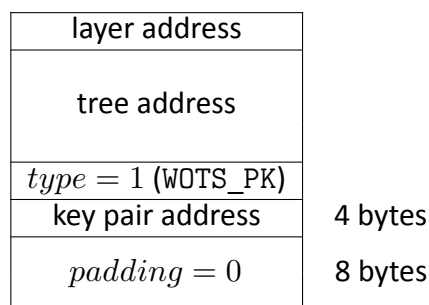 layer address
tree address
type = 1 (WOTS_PK)
key pair address 4 bytes
padding = 0 8 bytes